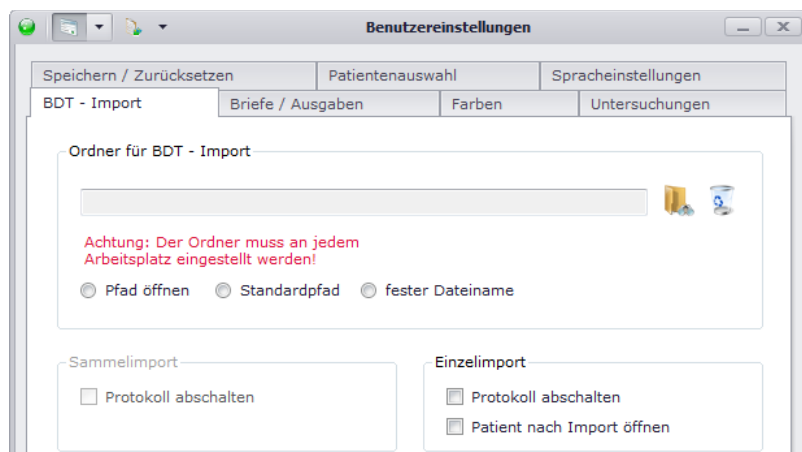 Benutzereinstellungen
Speichern / Zurücksetzen
Patientenauswahl
Spracheinstellungen
BDT - Import
Briefe / Ausgaben
Farben
Untersuchungen
Ordner für BDT - Import
Achtung: Der Ordner muss an jedem
Arbeitsplatz eingestellt werden!
Pfad öffnen
Standardpfad
fester Dateiname
Sammelimport
Protokoll abschalten
Einzelimport
Protokoll abschalten
Patient nach Import öffnen